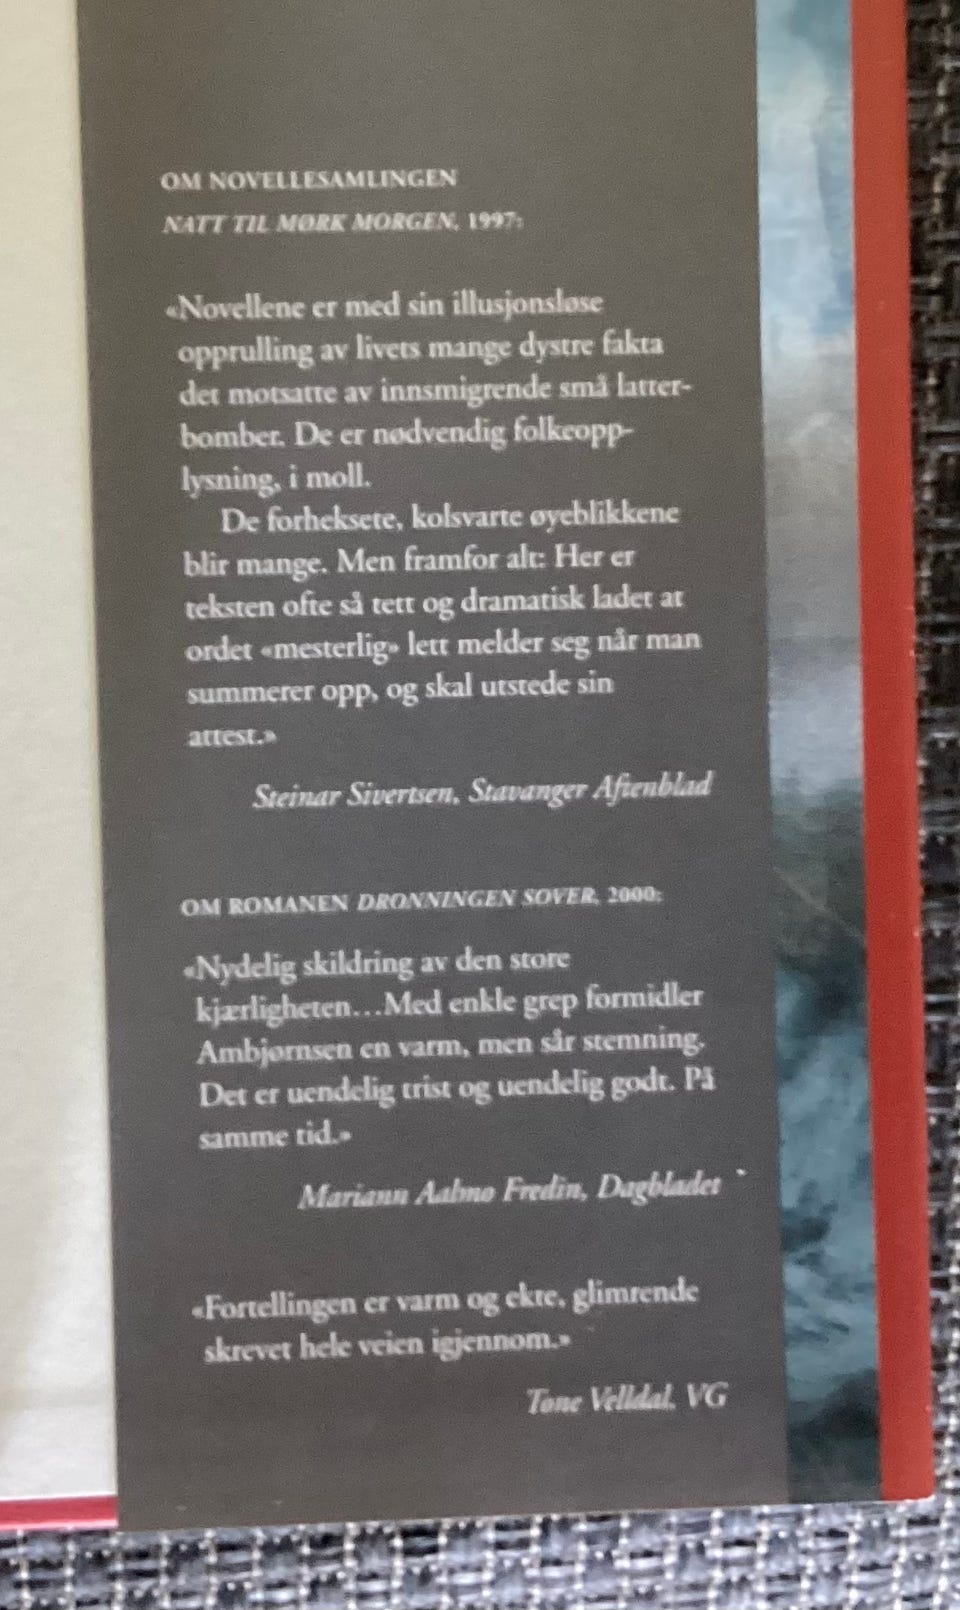 OM NOVELLESAMLINGEN
NATT TIL MØRK MORGEN, 1997:
«Novellene er med sin illusjonsløse
opprulling av livets mange dystre fakta
det motsatte av innsmigrende små latter-
bomber. De er nødvendig folkeopp-
lysning, i moll.
De forheksete, kolsvarte øyeblikkene
blir mange. Men framfor alt: Her er
teksten ofte så tett og dramatisk ladet at
ordet «mesterlig» lett melder seg når man
summerer opp, og skal utstede sin
attest.»
Steinar Sivertsen, Stavanger Aftenblad
OM ROMANEN DRONNINGEN SOVER, 2000:
«Nydelig skildring av den store
kjærligheten...Med enkle grep formidler
Ambjørnsen en varm, men sår stemning.
Det er uendelig trist og uendelig godt. På
samme tid.»
Mariann Aalmo Fredin, Dagbladet
«Fortellingen er varm og ekte, glimrende
skrevet hele veien igjennom.»
Tone Velldal, VG